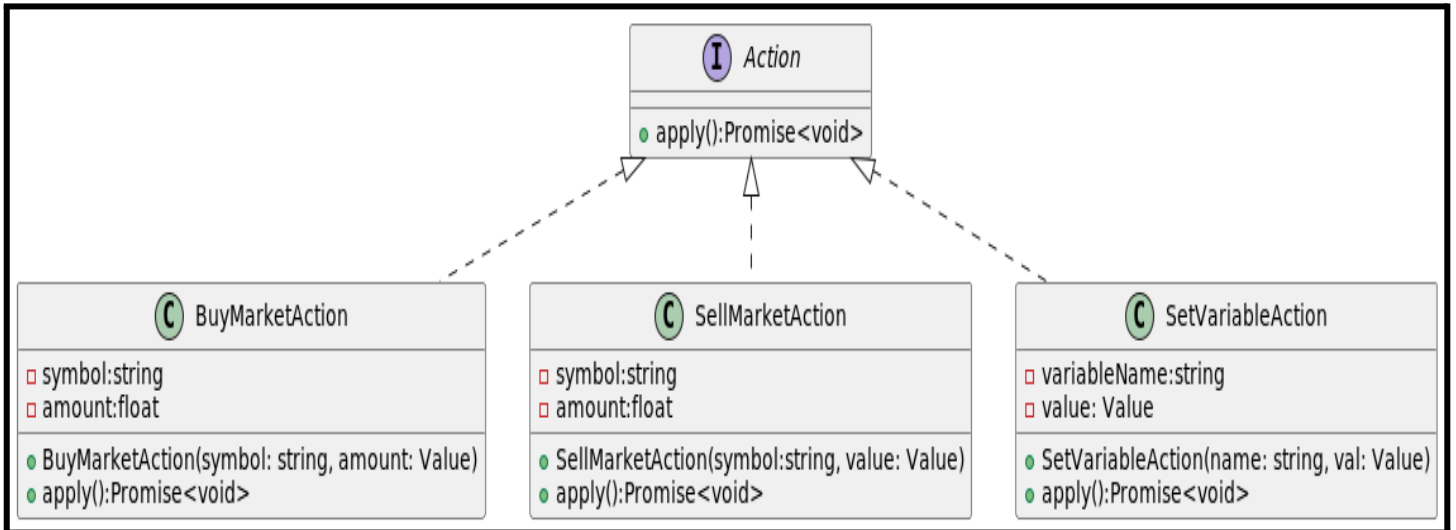 I Action
apply():Promise<void>
C BuyMarketAction
symbol:string
amount:float
BuyMarketAction(symbol: string, amount: Value)
apply():Promise<void>
C SellMarketAction
symbol:string
amount:float
SellMarketAction(symbol:string, value: Value)
apply():Promise<void>
C SetVariableAction
variableName:string
value: Value
SetVariableAction(name: string, val: Value)
apply():Promise<void>